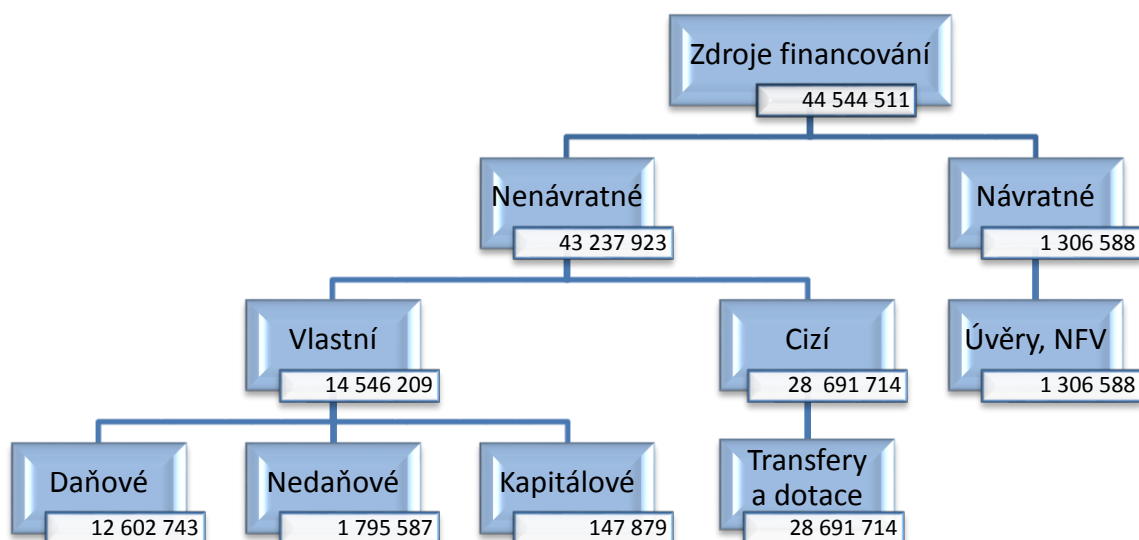 Zdroje financování
44 544 511
Nenávratné
43 237 923
Návratné
1 306 588
Vlastní
14 546 209
Cizí
28 691 714
Úvěry, NFV
1 306 588
Daňové
12 602 743
Nedaňové
1 795 587
Kapitálové
147 879
Transfery
a dotace
28 691 714